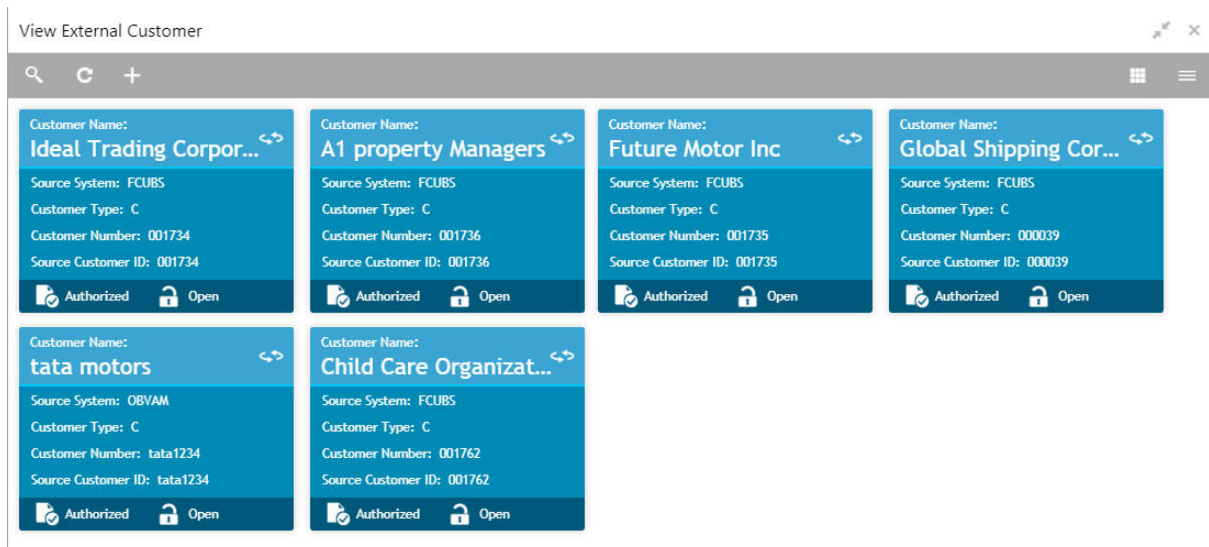 View External Customer
Customer Name:
Ideal Trading Corpor...
Source System: FCUBS
Customer Type: C
Customer Number: 001734
Source Customer ID: 001734
Authorized Open
Customer Name:
A1 property Managers
Source System: FCUBS
Customer Type: C
Customer Number: 001736
Source Customer ID: 001736
Authorized Open
Customer Name:
Future Motor Inc
Source System: FCUBS
Customer Type: C
Customer Number: 001735
Source Customer ID: 001735
Authorized Open
Customer Name:
Global Shipping Cor...
Source System: FCUBS
Customer Type: C
Customer Number: 000039
Source Customer ID: 000039
Authorized Open
Customer Name:
tata motors
Source System: OBVAM
Customer Type: C
Customer Number: tata1234
Source Customer ID: tata1234
Authorized Open
Customer Name:
Child Care Organizat...
Source System: FCUBS
Customer Type: C
Customer Number: 001762
Source Customer ID: 001762
Authorized Open